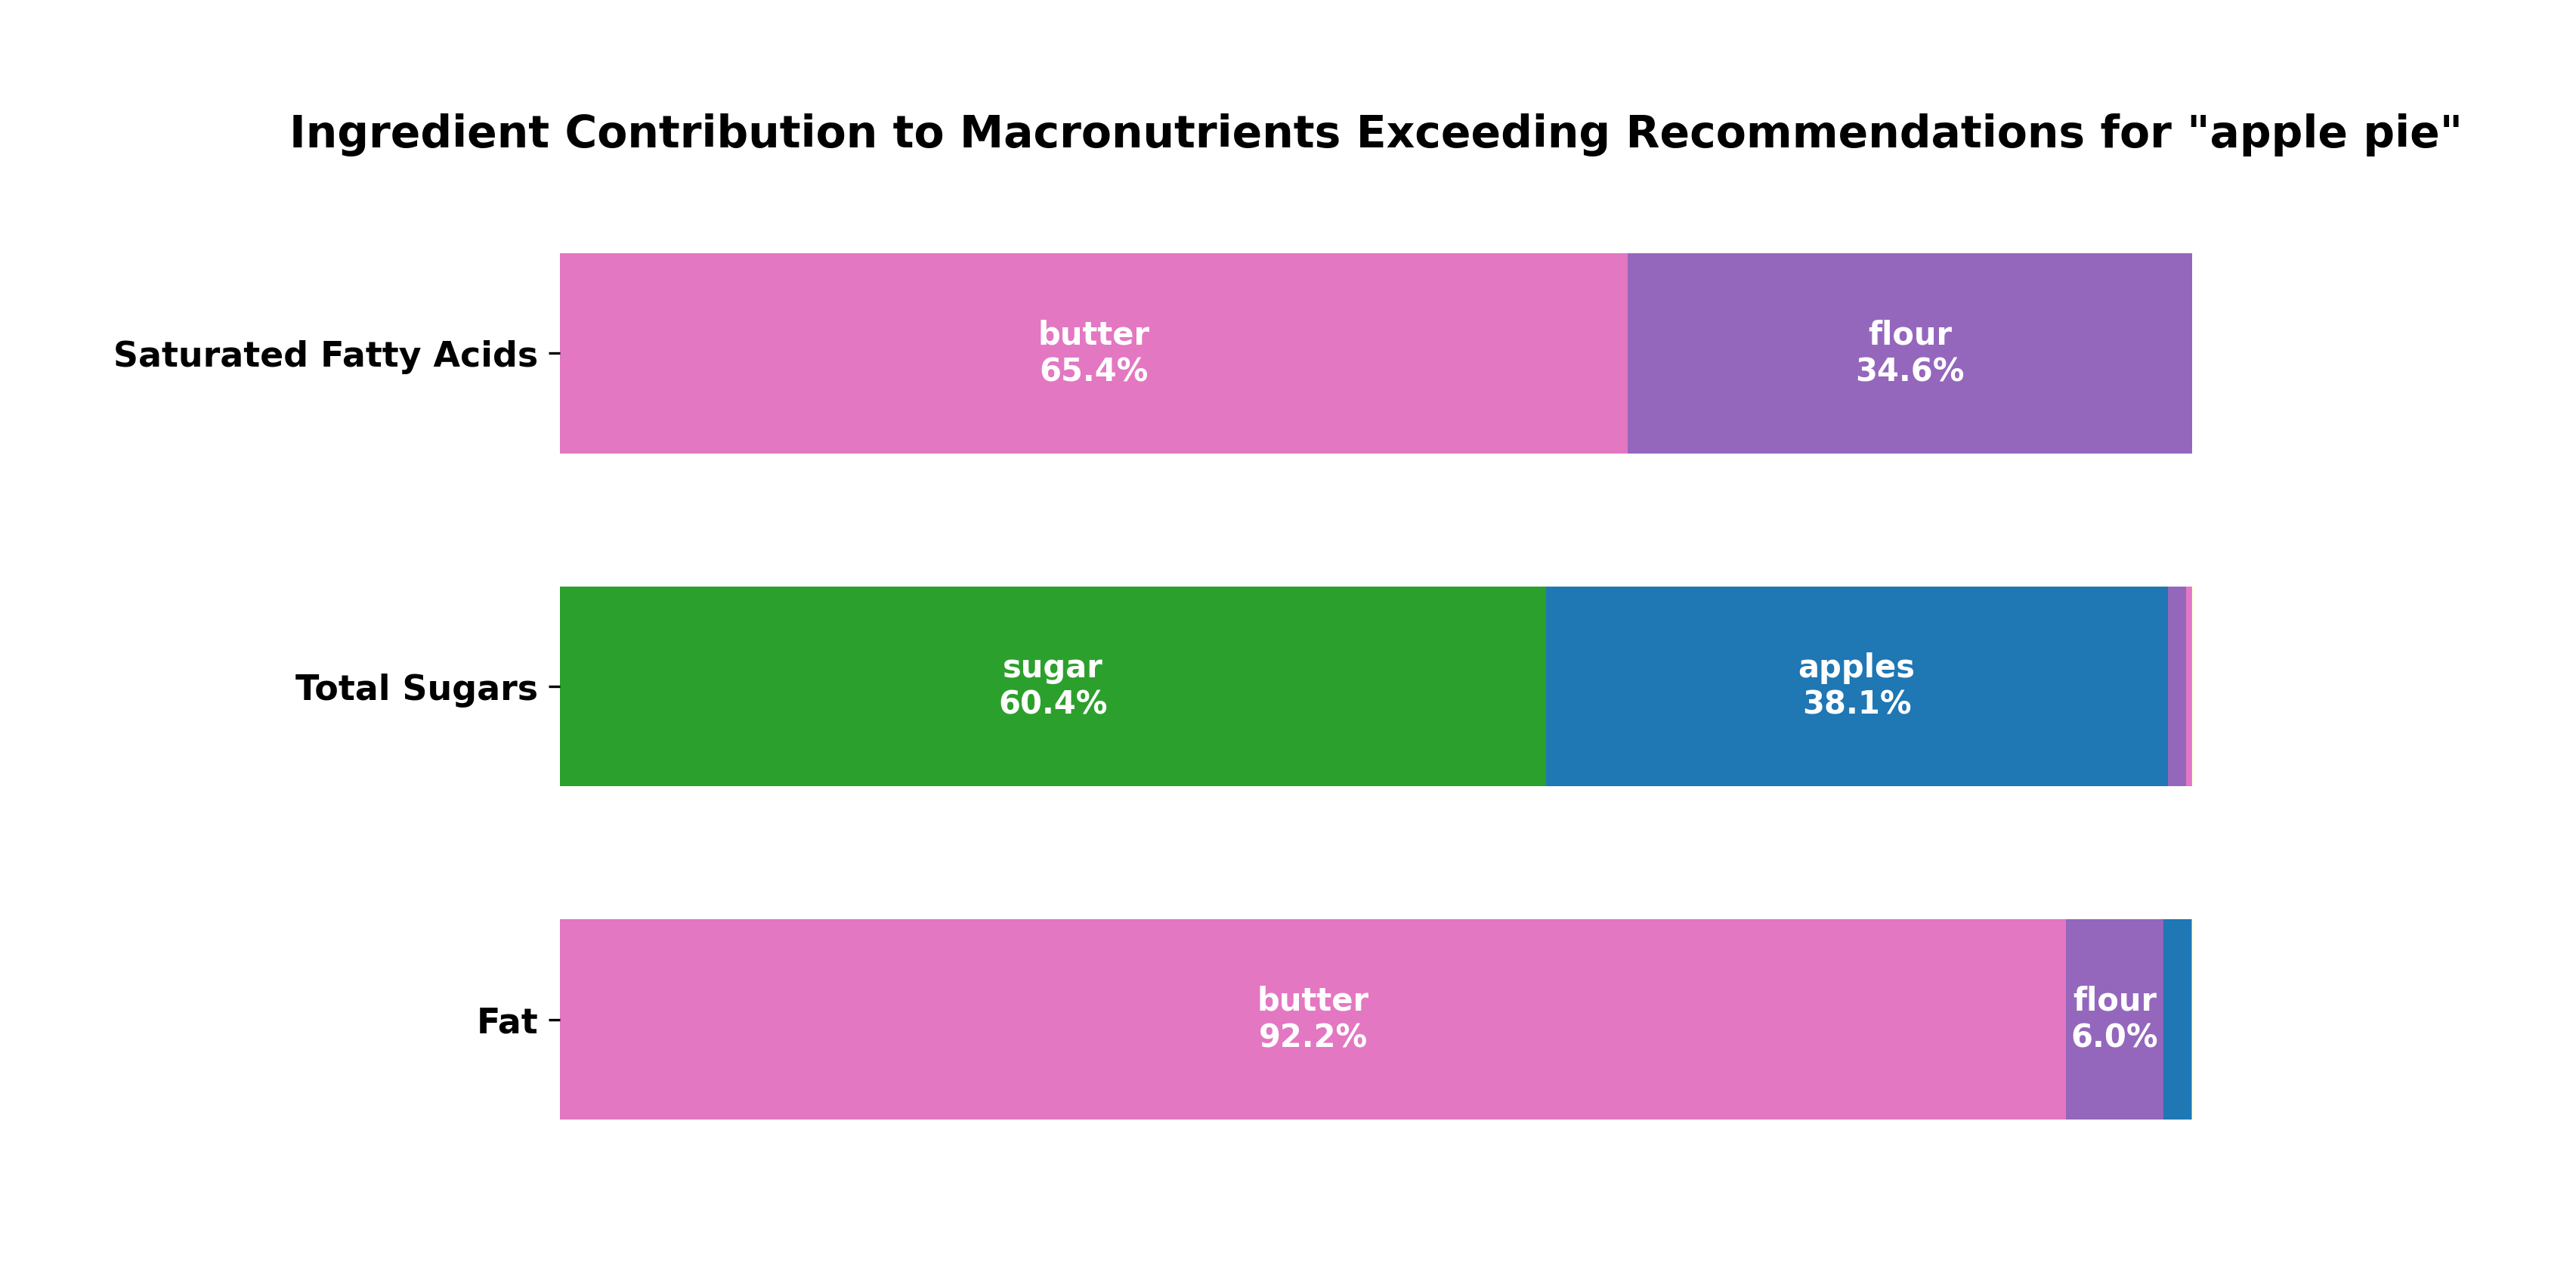 Ingredient Contribution to Macronutrients Exceeding Recommendations for "apple pie"
Saturated Fatty Acids
butter
65.4%
flour
34.6%
Total Sugars
sugar
60.4%
apples
38.1%
Fat
butter
92.2%
flour
6.0%